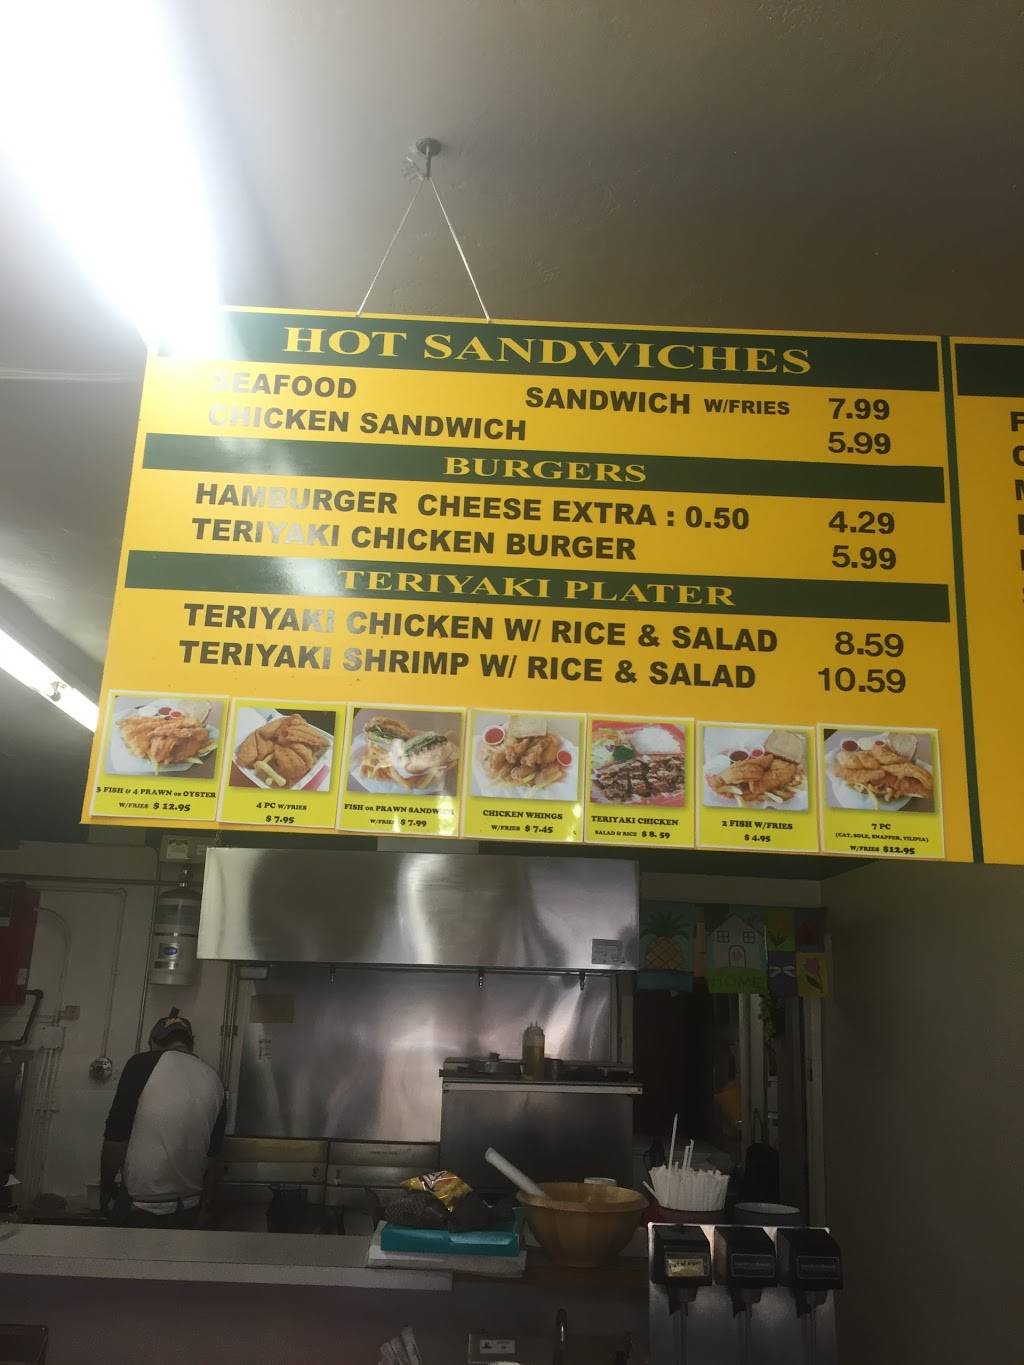 HOT SANDWICHES
SEAFOOD SANDWICH W/FRIES 7.99
CHICKEN SANDWICH 5.99
BURGERS
HAMBURGER CHEESE EXTRA : 0.50 4.29
TERIYAKI CHICKEN BURGER 5.99
TERIYAKI PLATER
TERIYAKI CHICKEN W/ RICE & SALAD 8.59
TERIYAKI SHRIMP W/ RICE & SALAD 10.59
3 FISH & 4 PRAWN OR OYSTER
W/FRIES $ 12.95
4 PC W/FRIES
$ 7.95
FISH OR PRAWN SANDWICH
W/FRIES $ 7.99
CHICKEN WHINGS
W/FRIES $ 7.45
TERIYAKI CHICKEN
SALAD & RICE $ 8. 59
2 FISH W/FRIES
$ 4.95
7 PC
(CAT, SOLE, SNAPPER, TILIPIA)
W/FRIES $12.95
HOME